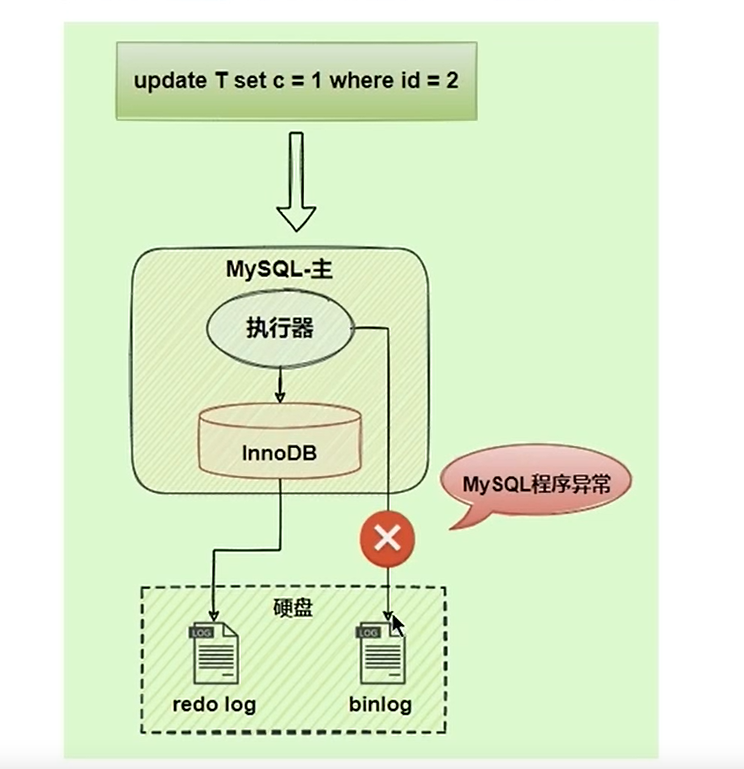 update T set c = 1 where id = 2
MySQL-主
执行器
InnoDB
MySQL程序异常
硬盘
LOG
LOG
redo log
binlog